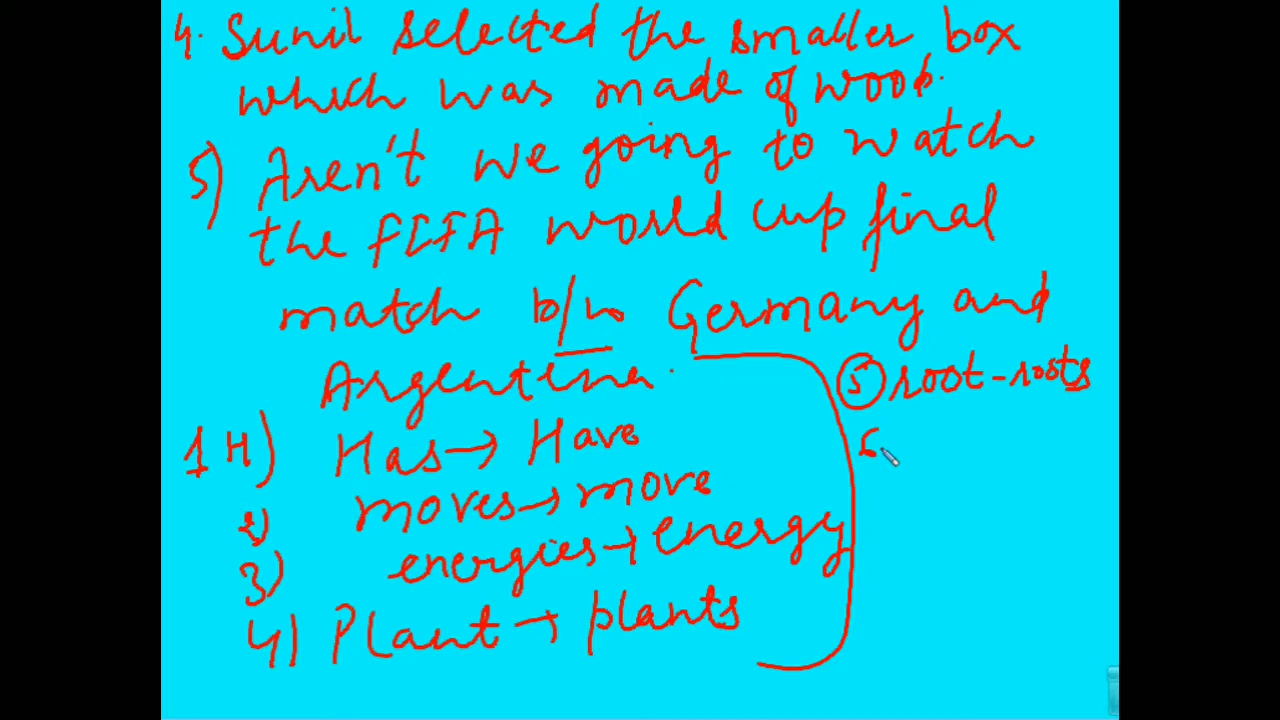 4. Sunil selected the smaller box
which was made of wood.
5) Aren't we going to watch
the FIFA world cup final
match b/w Germany and
Argentina.
14) Has → Have
2) moves → move
3) energies → energy
4) Plant → plants
5 root - roots
6